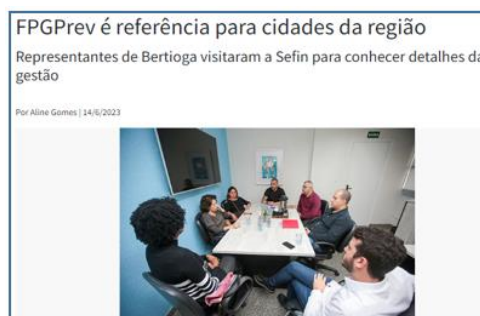 FPGPrev é referência para cidades da região
Representantes de Bertioga visitaram a Sefin para conhecer detalhes da
gestão
Por Aline Gomes | 14/6/2023